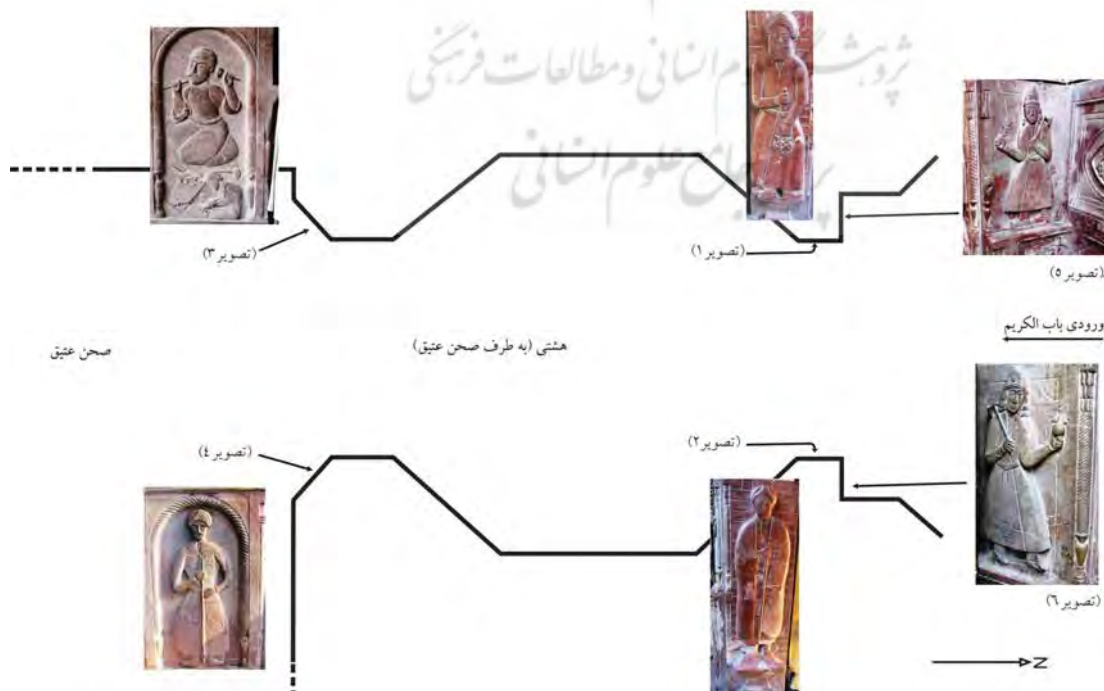 پژوهشگاه علوم انسانی و مطالعات فرهنگی
پرتال جامع علوم انسانی
(تصویر ۳)
(تصویر ۱)
(تصویر ۵)
ورودی باب الکریم
هشتی (به طرف صحن عتیق)
صحن عتیق
(تصویر ۲)
(تصویر ٤)
(تصویر ٦)
N